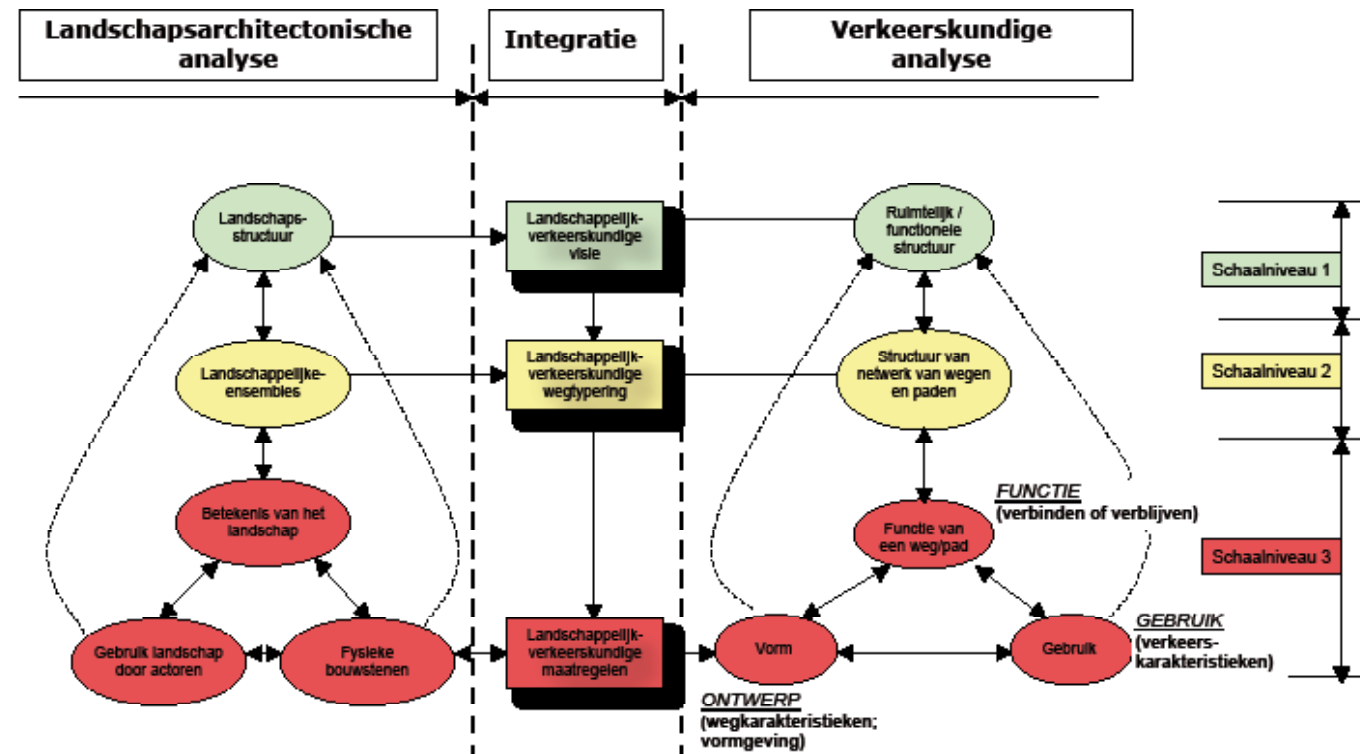 Landschapsarchitectonische
analyse
Integratie
Verkeerskundige
analyse
Landschaps-
structuur
Landschappelijk-
verkeerskundige
visie
Ruimtelijk /
functionele
structuur
Schaalniveau 1
Landschappelijke-
ensembles
Landschappelijk-
verkeerskundige
wegtypering
Structuur van
netwerk van wegen
en paden
Schaalniveau 2
Betekenis van het
landschap
FUNCTIE
(verbinden of verblijven)
Functie van
een weg/pad
Schaalniveau 3
Gebruik landschap
door actoren
Fysieke
bouwstenen
Landschappelijk-
verkeerskundige
maatregelen
Vorm
Gebruik
GEBRUIK
(verkeers-
karakteristieken)
ONTWERP
(wegkarakteristieken;
vormgeving)